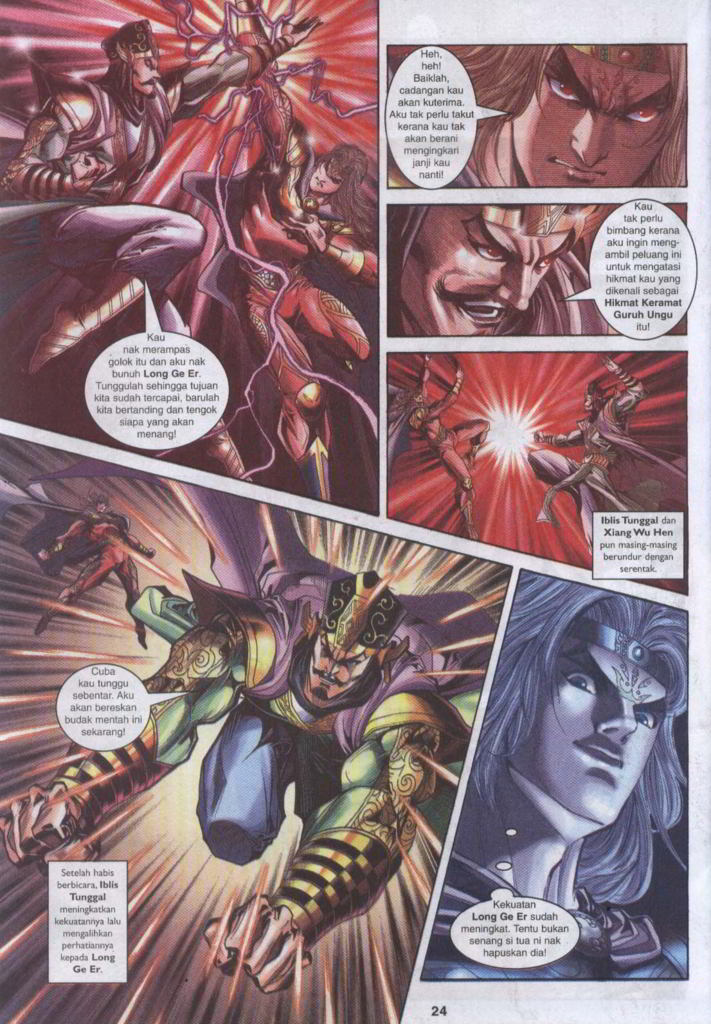 Kau
nak merampas
golok itu dan aku nak
bunuh Long Ge Er.
Tunggulah sehingga tujuan
kita sudah tercapai, barulah
kita bertanding dan tengok
siapa yang akan
menang!
Heh,
heh!
Baiklah,
cadangan kau
akan kuterima.
Aku tak perlu takut
kerana kau tak
akan berani
mengingkari
janji kau
nanti!
Kau
tak perlu
bimbang kerana
aku ingin meng-
ambil peluang ini
untuk mengatasi
hikmat kau yang
dikenali sebagai
Hikmat Keramat
Guruh Ungu
itu!
Iblis Tunggal dan
Xiang Wu Hen
pun masing-masing
berundur dengan
serentak.
Cuba
kau tunggu
sebentar. Aku
akan bereskan
budak mentah ini
sekarang!
Setelah habis
berbicara, Iblis
Tunggal
meningkatkan
kekuatannya lalu
mengalihkan
perhatiannya
kepada Long
Ge Er.
Kekuatan
Long Ge Er sudah
meningkat. Tentu bukan
senang si tua ni nak
hapuskan dia!
24